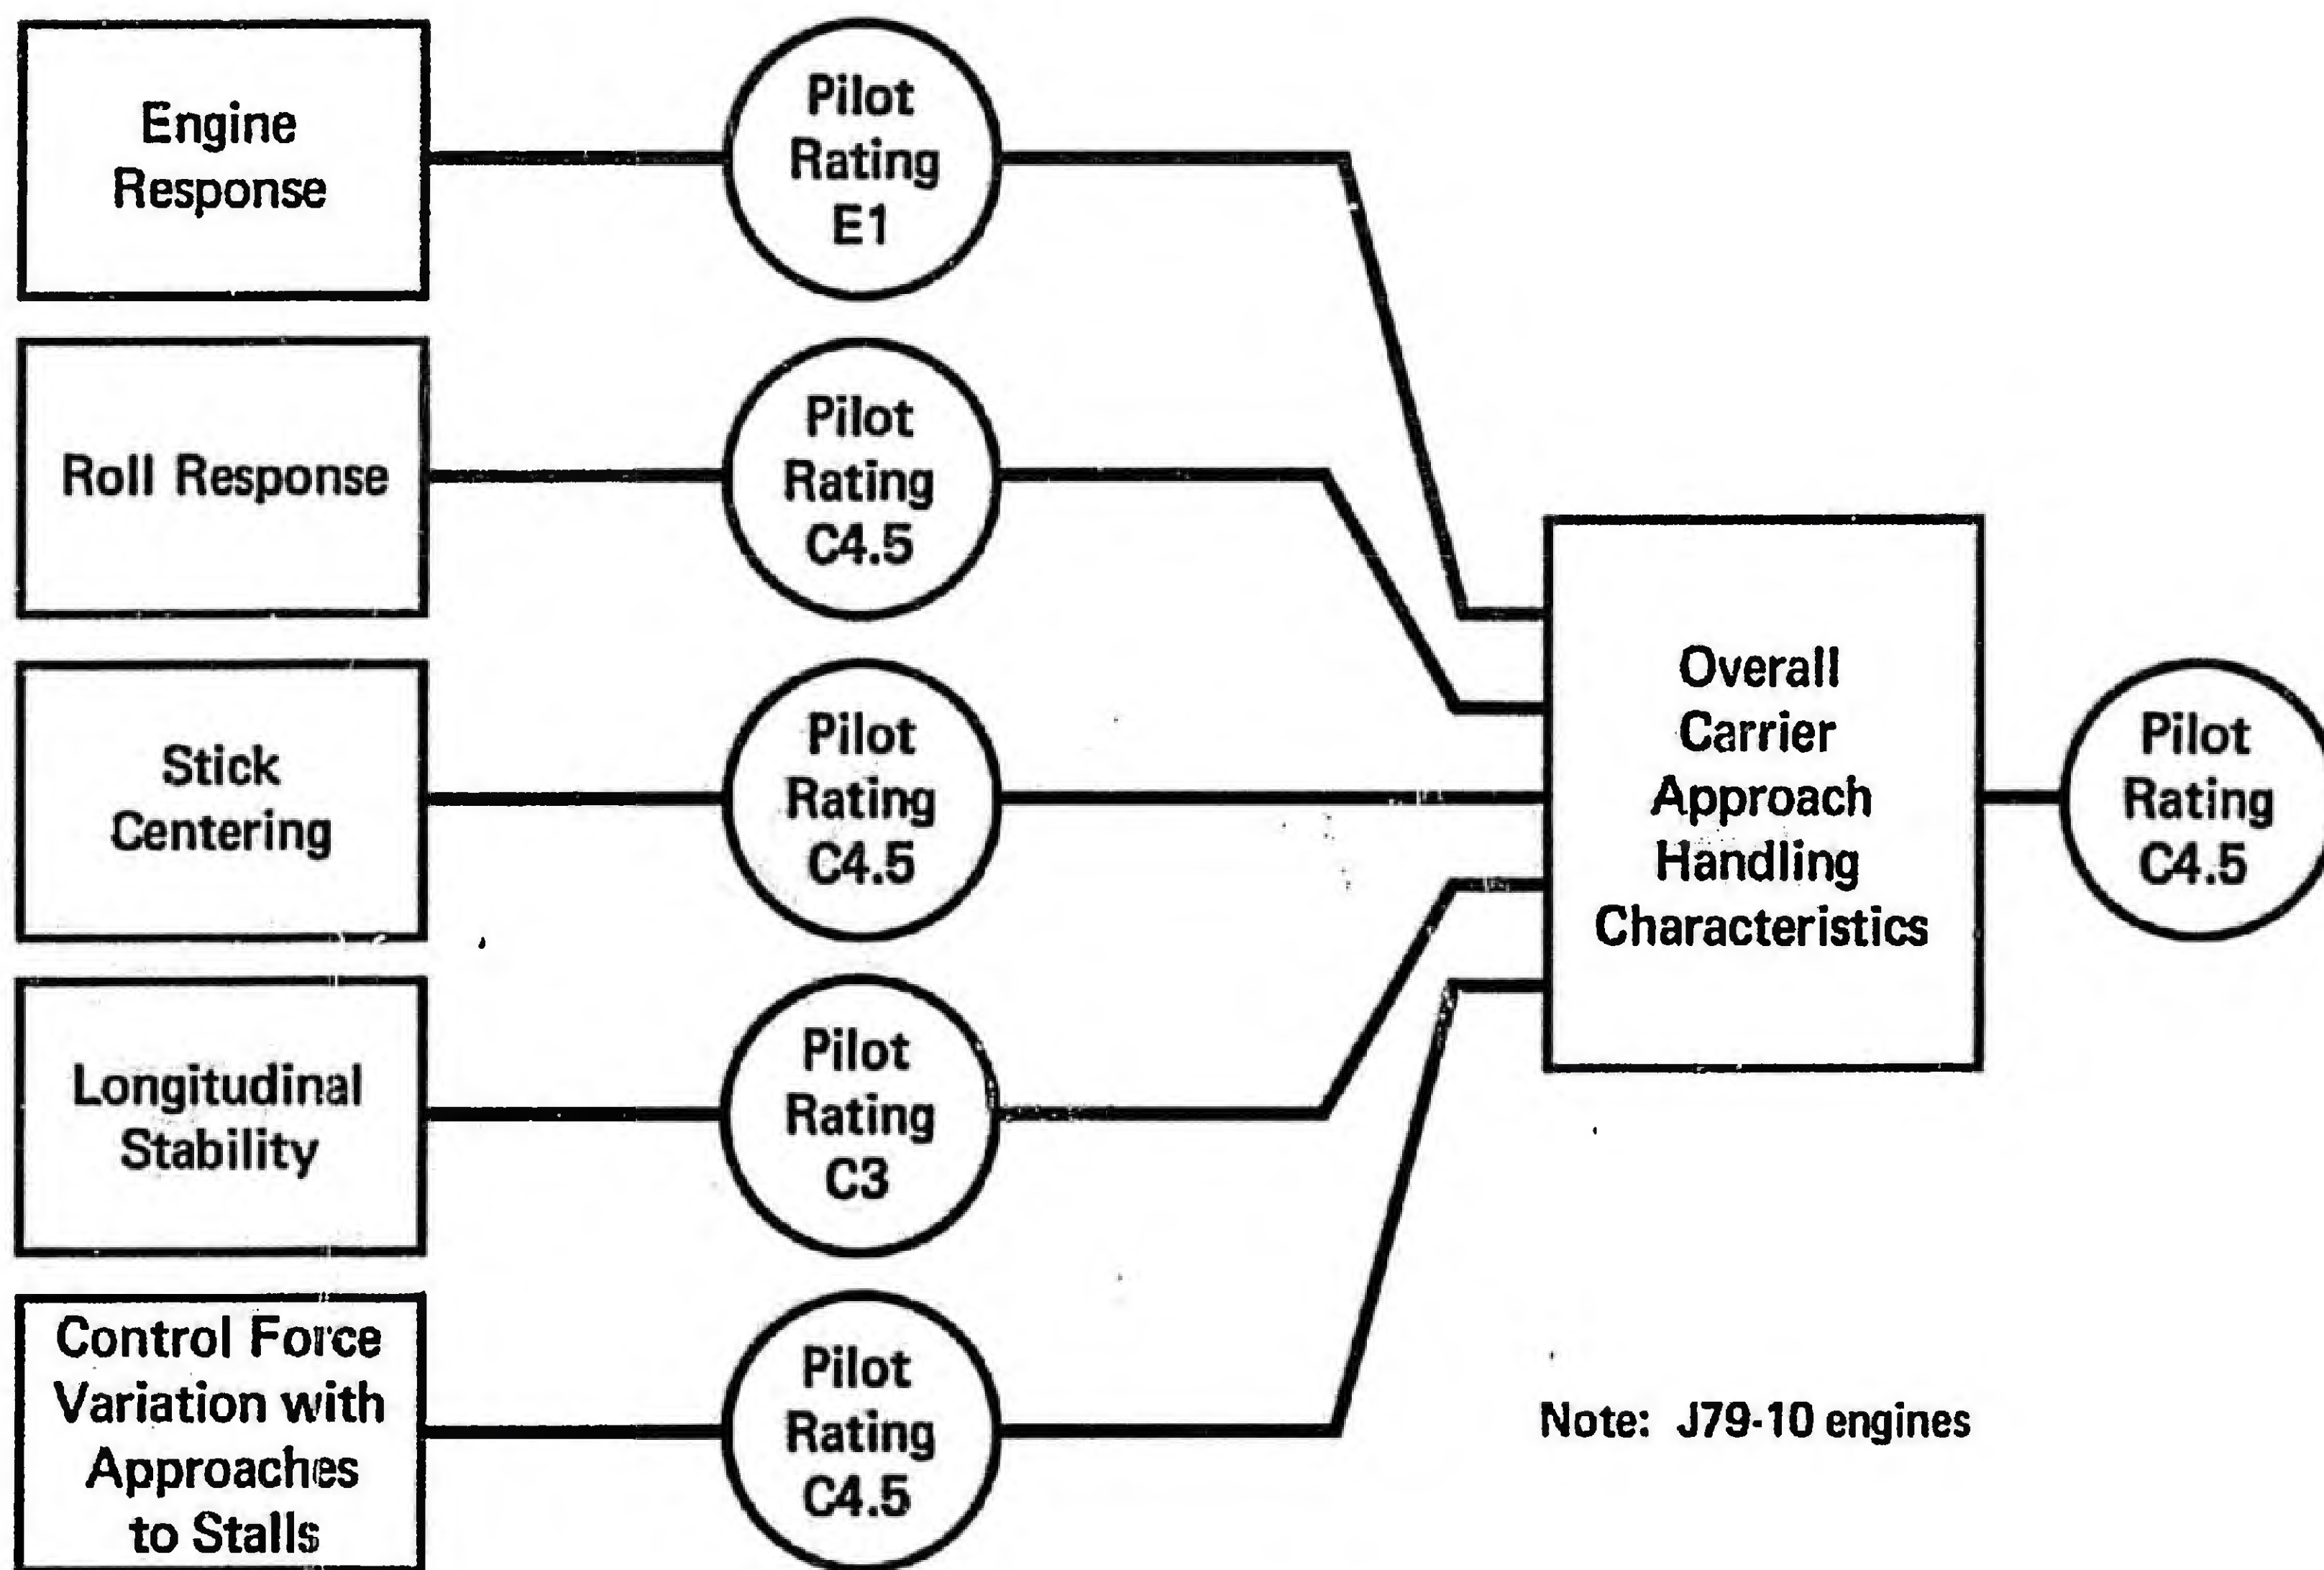 Engine
Response
Pilot
Rating
E1
Roll Response
Pilot
Rating
C4.5
Stick
Centering
Pilot
Rating
C4.5
Longitudinal
Stability
Pilot
Rating
C3
Control Force
Variation with
Approaches
to Stalls
Pilot
Rating
C4.5
Overall
Carrier
Approach
Handling
Characteristics
Pilot
Rating
C4.5
Note: J79-10 engines